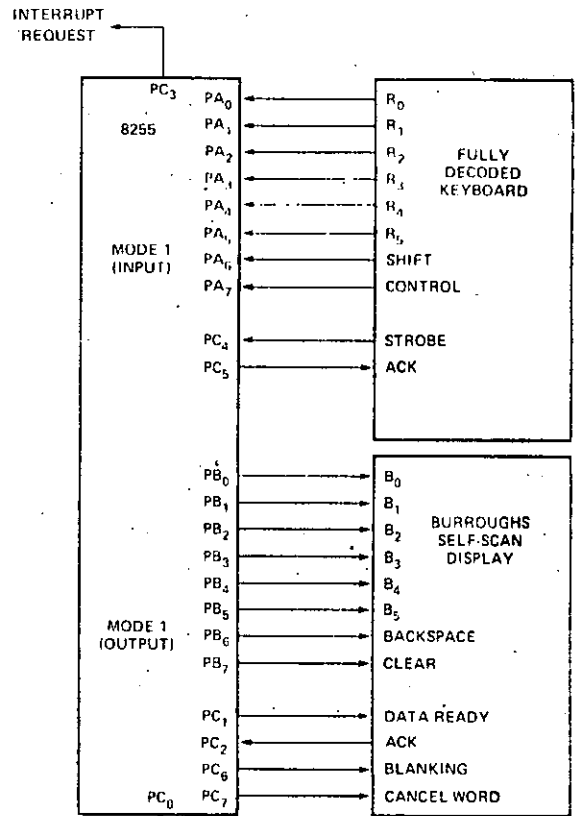 INTERRUPT
REQUEST
PC3
8255
MODE 1
(INPUT)
PA0 R0
PA1 R1
PA2 R2
PA3 R3
PA4 R4
PA5 R5
PA6 SHIFT
PA7 CONTROL
PC4 STROBE
PC5 ACK
FULLY
DECODED
KEYBOARD
MODE 1
(OUTPUT)
PB0 B0
PB1 B1
PB2 B2
PB3 B3
PB4 B4
PB5 B5
PB6 BACKSPACE
PB7 CLEAR
PC1 DATA READY
PC2 ACK
PC6 BLANKING
PC7 CANCEL WORD
PC0
BURROUGHS
SELF-SCAN
DISPLAY